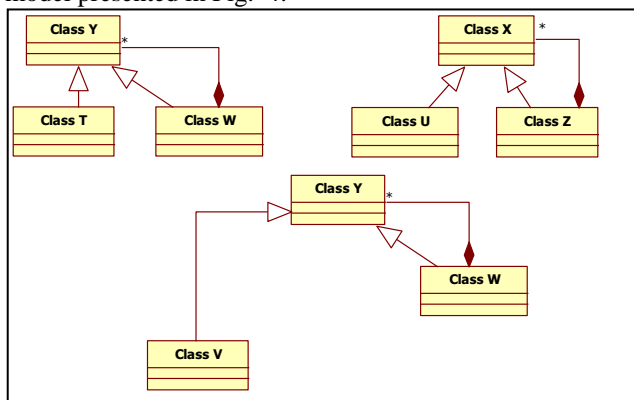 model presented in Fig. 4.
Class Y
*
Class X
*
Class T
Class W
Class U
Class Z
Class Y
*
Class W
Class V